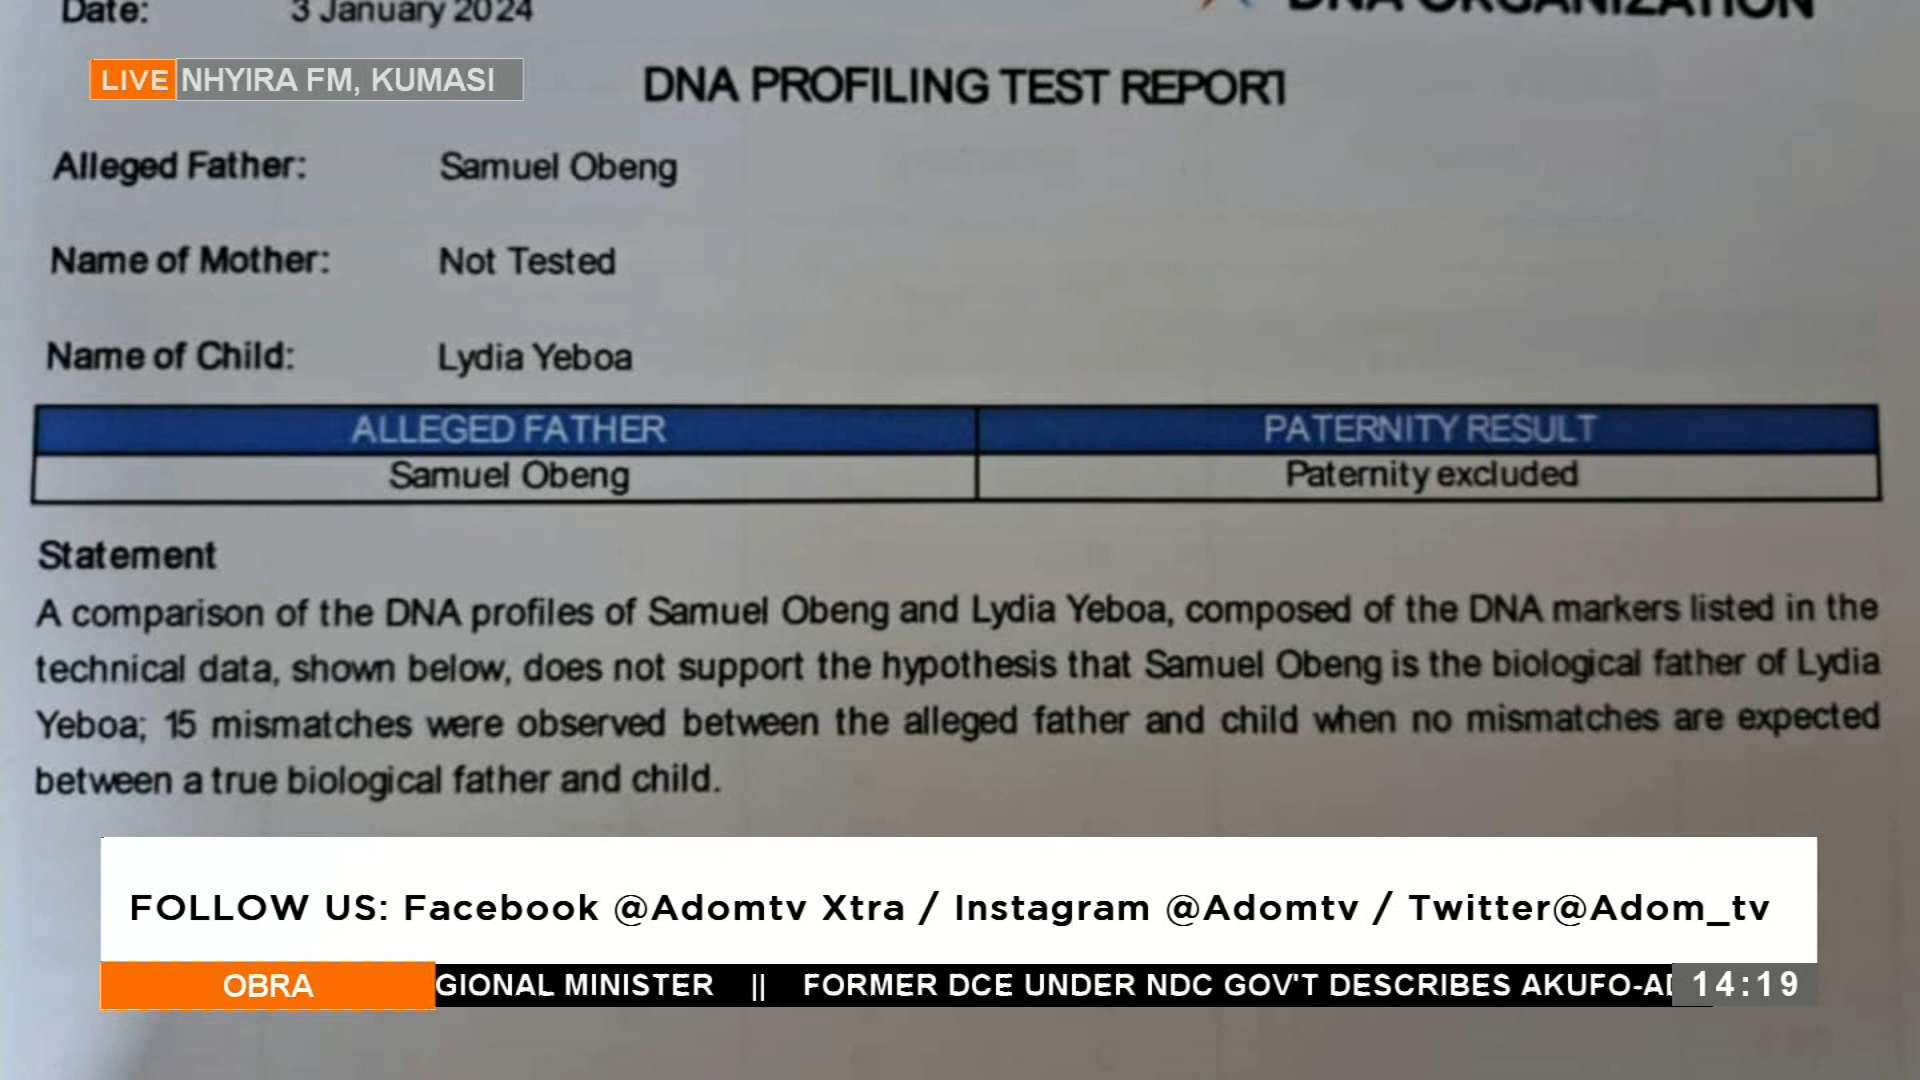 Date: 3 January 2024
DNA ORGANIZATION
LIVE NHYIRA FM, KUMASI
DNA PROFILING TEST REPORT
Alleged Father: Samuel Obeng
Name of Mother: Not Tested
Name of Child: Lydia Yeboa
ALLEGED FATHER PATERNITY RESULT
Samuel Obeng Paternity excluded
Statement
A comparison of the DNA profiles of Samuel Obeng and Lydia Yeboa, composed of the DNA markers listed in the
technical data, shown below, does not support the hypothesis that Samuel Obeng is the biological father of Lydia
Yeboa; 15 mismatches were observed between the alleged father and child when no mismatches are expected
between a true biological father and child.
FOLLOW US: Facebook @Adomtv Xtra / Instagram @Adomtv / Twitter@Adom_tv
OBRA GIONAL MINISTER || FORMER DCE UNDER NDC GOV'T DESCRIBES AKUFO-AD 14:19